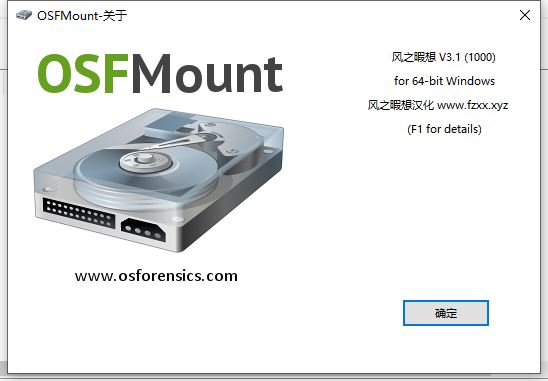 OSFMount-关于
OSFMount
风之暇想 V3.1 (1000)
for 64-bit Windows
风之暇想汉化 www.fzxx.xyz
(F1 for details)
www.osforensics.com
确定